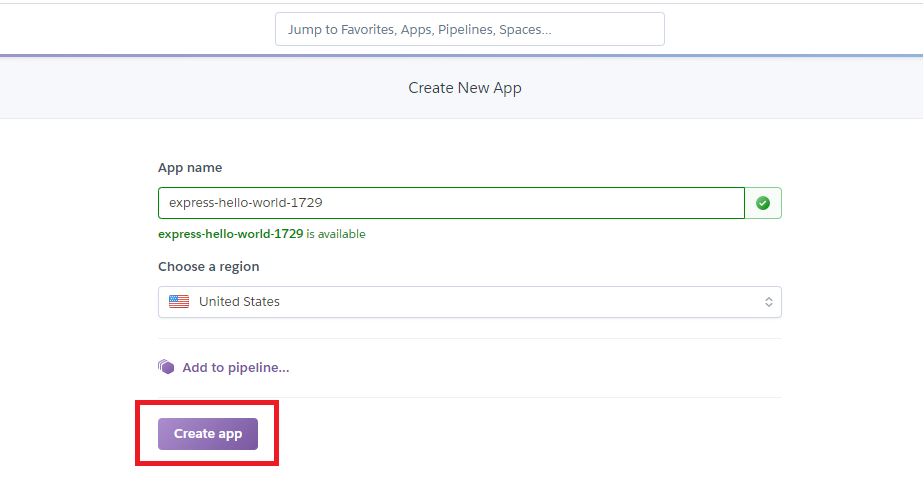 Jump to Favorites, Apps, Pipelines, Spaces...
Create New App
App name
express-hello-world-1729
express-hello-world-1729 is available
Choose a region
United States
Add to pipeline...
Create app